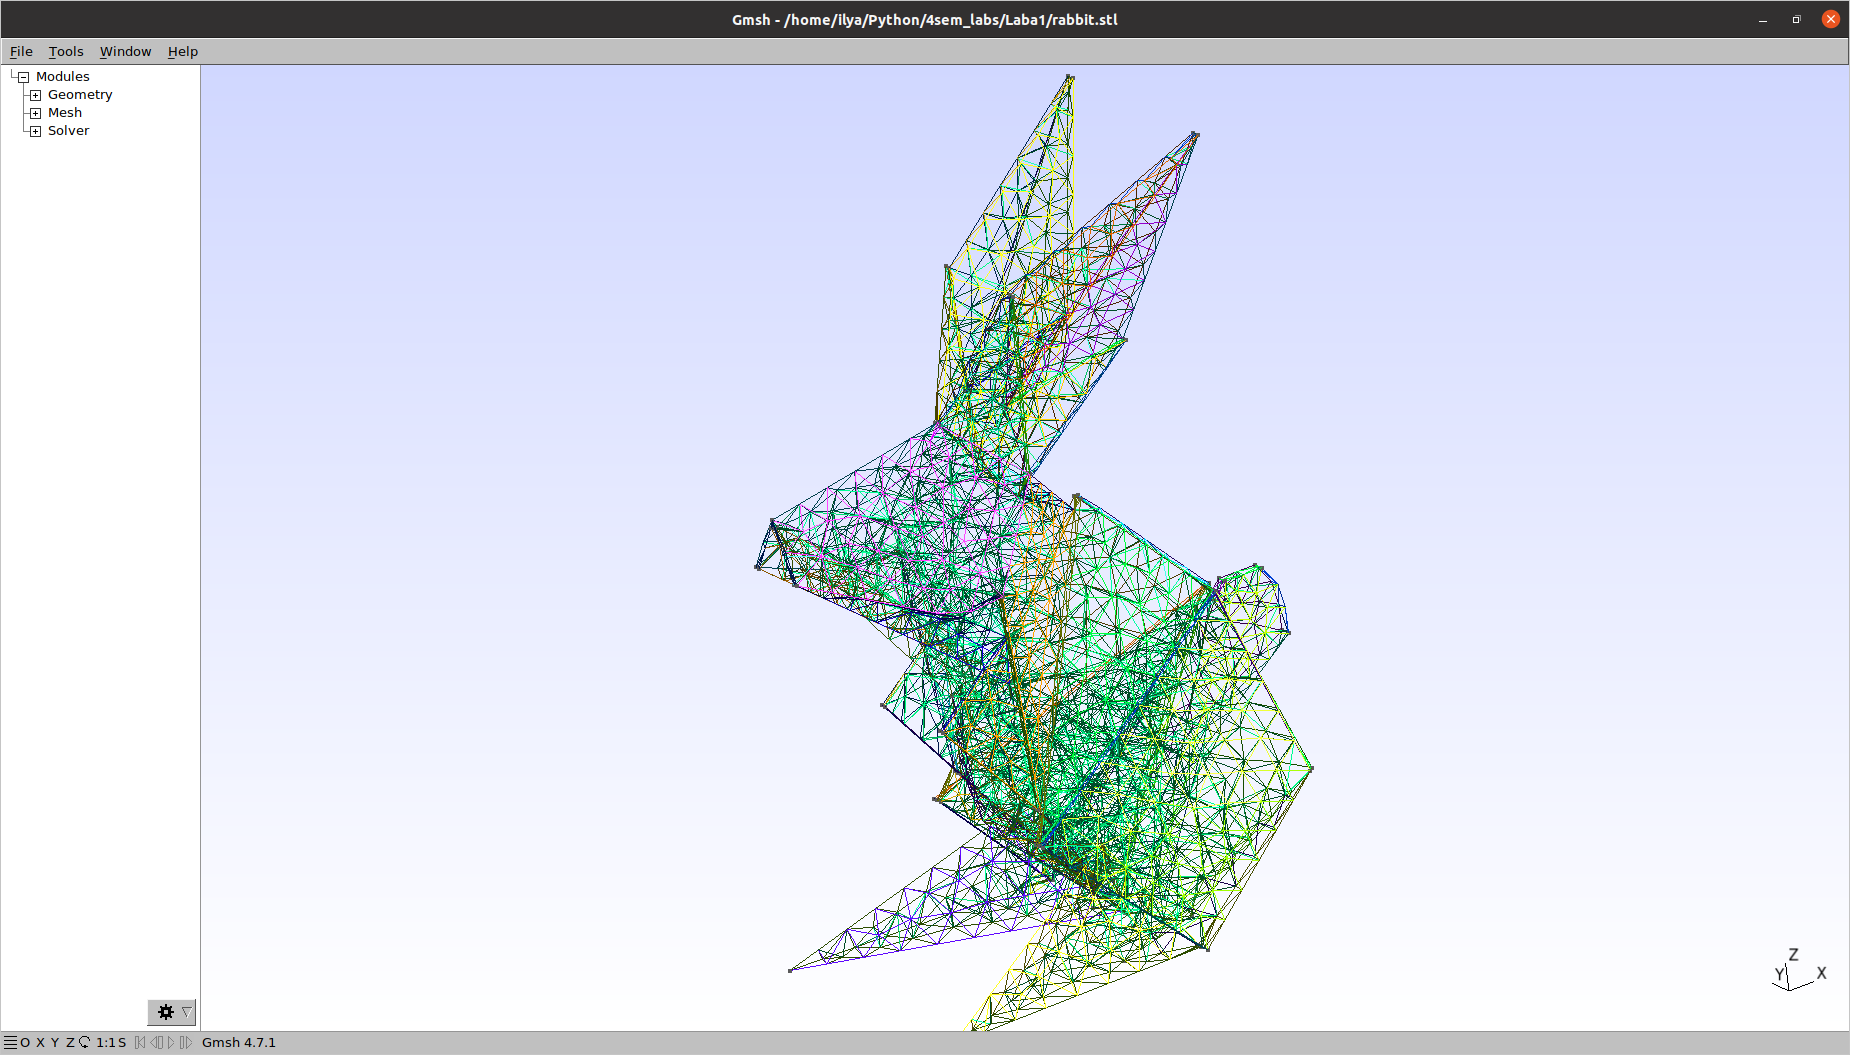 Gmsh - /home/ilya/Python/4sem_labs/Laba1/rabbit.stl
File Tools Window Help
Modules
Geometry
Mesh
Solver
Z
Y X
O X Y Z 1:1 S Gmsh 4.7.1